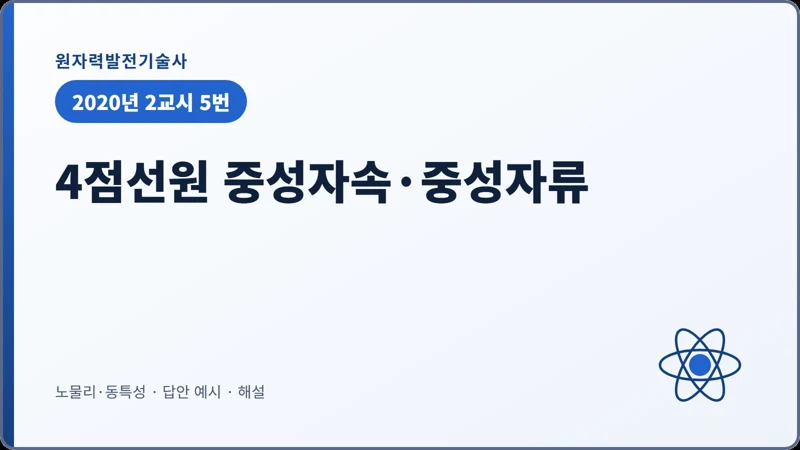 원자력발전기술사
2020년 2교시 5번
4점선원 중성자속·중성자류
노물리·동특성 · 답안 예시 · 해설